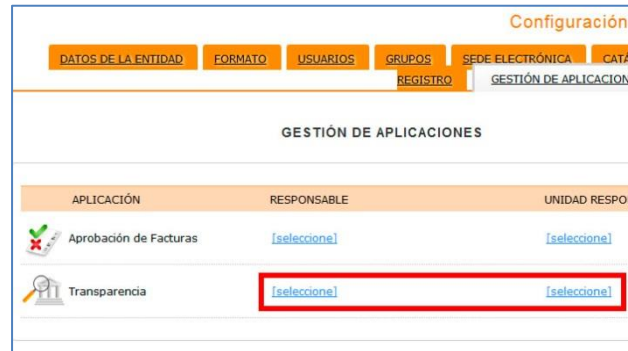 Configuración
DATOS DE LA ENTIDAD FORMATO USUARIOS GRUPOS SEDE ELECTRÓNICA
REGISTRO GESTIÓN DE
GESTIÓN DE APLICACIONES
APLICACIÓN RESPONSABLE UNIDAD
Aprobación de Facturas [seleccione] [seleccione]
Transparencia [seleccione] [seleccione]